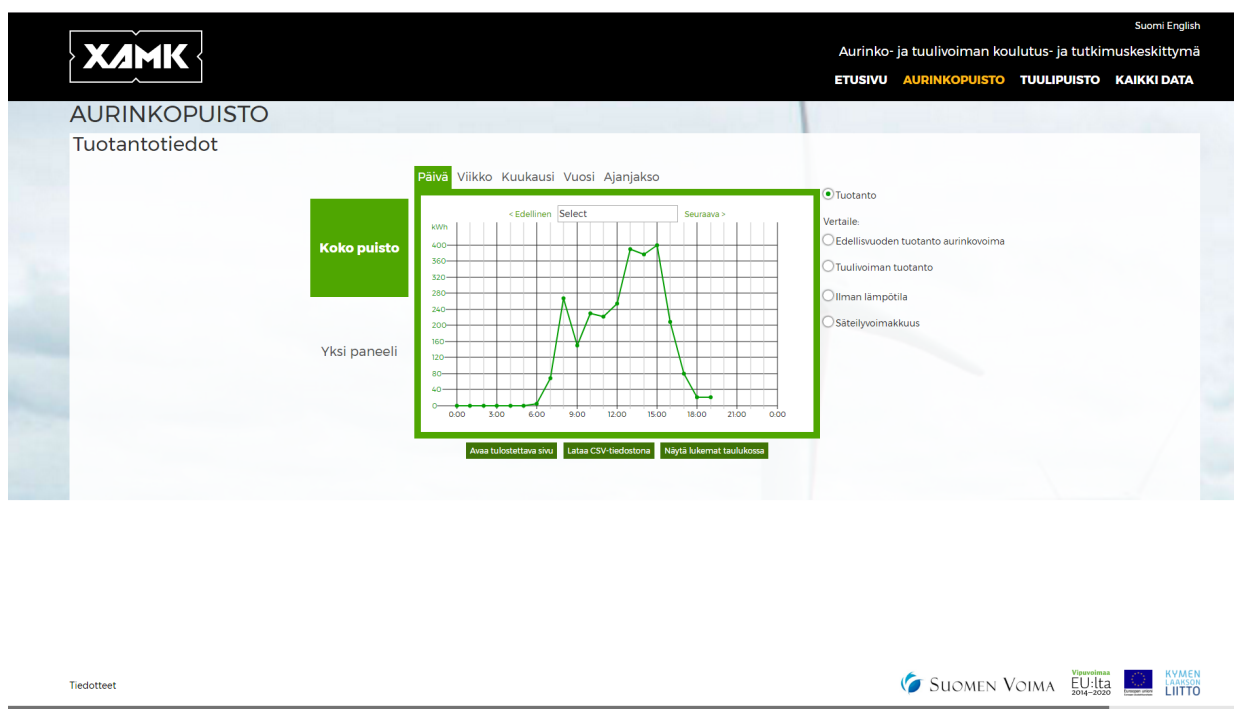 XAMK
Suomi English
Aurinko- ja tuulivoiman koulutus- ja tutkimuskeskittymä
ETUSIVU AURINKOPUISTO TUULIPUISTO KAIKKI DATA
AURINKOPUISTO
Tuotantotiedot
Päivä Viikko Kuukausi Vuosi Ajanjakso
Koko puisto
Yksi paneeli
< Edellinen Select Seuraava >
kWh
400
360
320
280
240
200
160
120
80
40
0
0:00 3:00 6:00 9:00 12:00 15:00 18:00 21:00 0:00
Avaa tulostettava sivu Lataa CSV-tiedostona Näytä lukemat taulukossa
Tuotanto
Vertaile:
Edellisvuoden tuotanto aurinkovoima
Tuulivoiman tuotanto
Ilman lämpötila
Säteilyvoimakkuus
Tiedotteet
SUOMEN VOIMA
Vipuvoimaa
EU:lta
2014–2020
KYMEN
LAAKSON
LIITTO